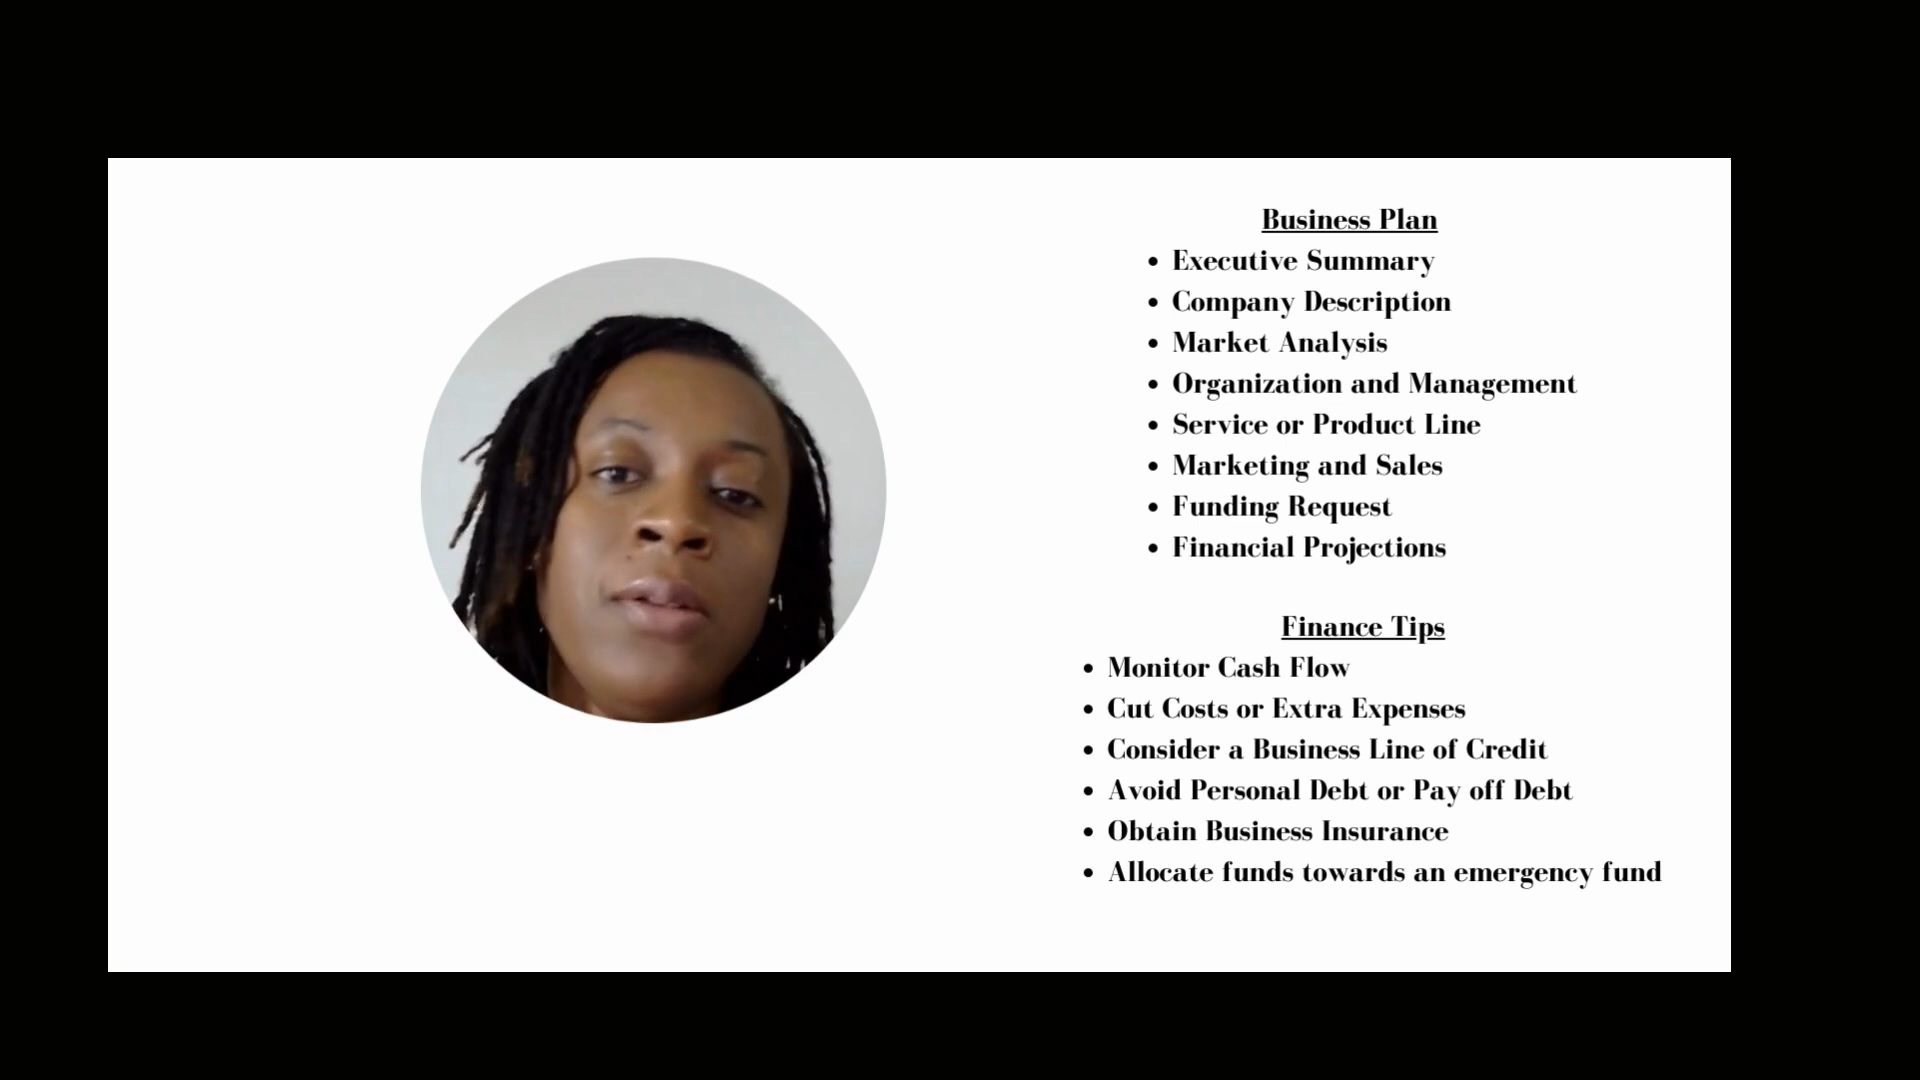 Business Plan
Executive Summary
Company Description
Market Analysis
Organization and Management
Service or Product Line
Marketing and Sales
Funding Request
Financial Projections
Finance Tips
Monitor Cash Flow
Cut Costs or Extra Expenses
Consider a Business Line of Credit
Avoid Personal Debt or Pay off Debt
Obtain Business Insurance
Allocate funds towards an emergency fund